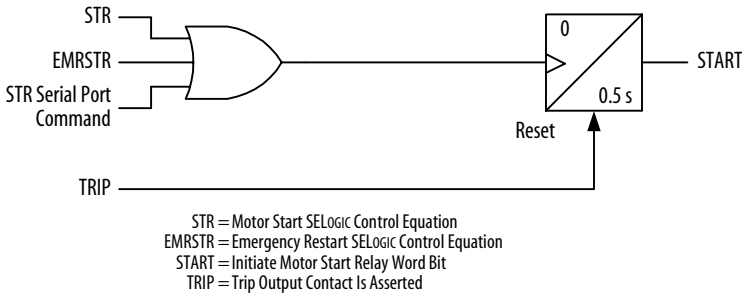 STR
EMRSTR
STR Serial Port
Command
0
0.5 s
START
Reset
TRIP
STR = Motor Start SELOGIC Control Equation
EMRSTR = Emergency Restart SELOGIC Control Equation
START = Initiate Motor Start Relay Word Bit
TRIP = Trip Output Contact Is Asserted